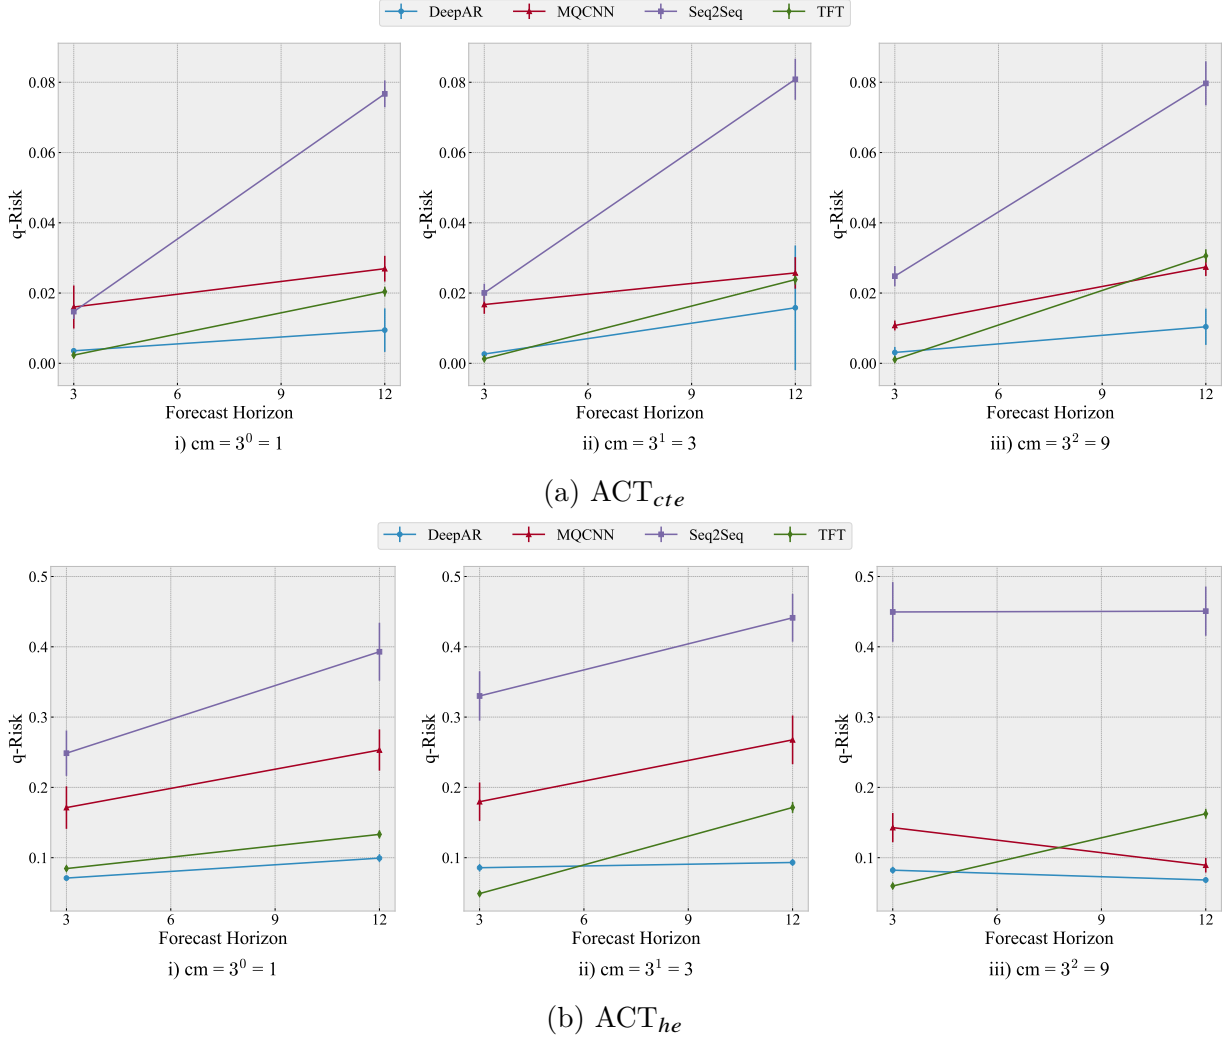 DeepAR MQCNN Seq2Seq TFT
0.08
0.06
0.04
0.02
0.00
q-Risk
3 6 9 12
Forecast Horizon
i) cm = 3⁰ = 1
0.08
0.06
0.04
0.02
0.00
q-Risk
3 6 9 12
Forecast Horizon
ii) cm = 3¹ = 3
0.08
0.06
0.04
0.02
0.00
q-Risk
3 6 9 12
Forecast Horizon
iii) cm = 3² = 9
(a) ACT_cte
DeepAR MQCNN Seq2Seq TFT
0.5
0.4
0.3
0.2
0.1
q-Risk
3 6 9 12
Forecast Horizon
i) cm = 3⁰ = 1
0.5
0.4
0.3
0.2
0.1
q-Risk
3 6 9 12
Forecast Horizon
ii) cm = 3¹ = 3
0.5
0.4
0.3
0.2
0.1
q-Risk
3 6 9 12
Forecast Horizon
iii) cm = 3² = 9
(b) ACT_he